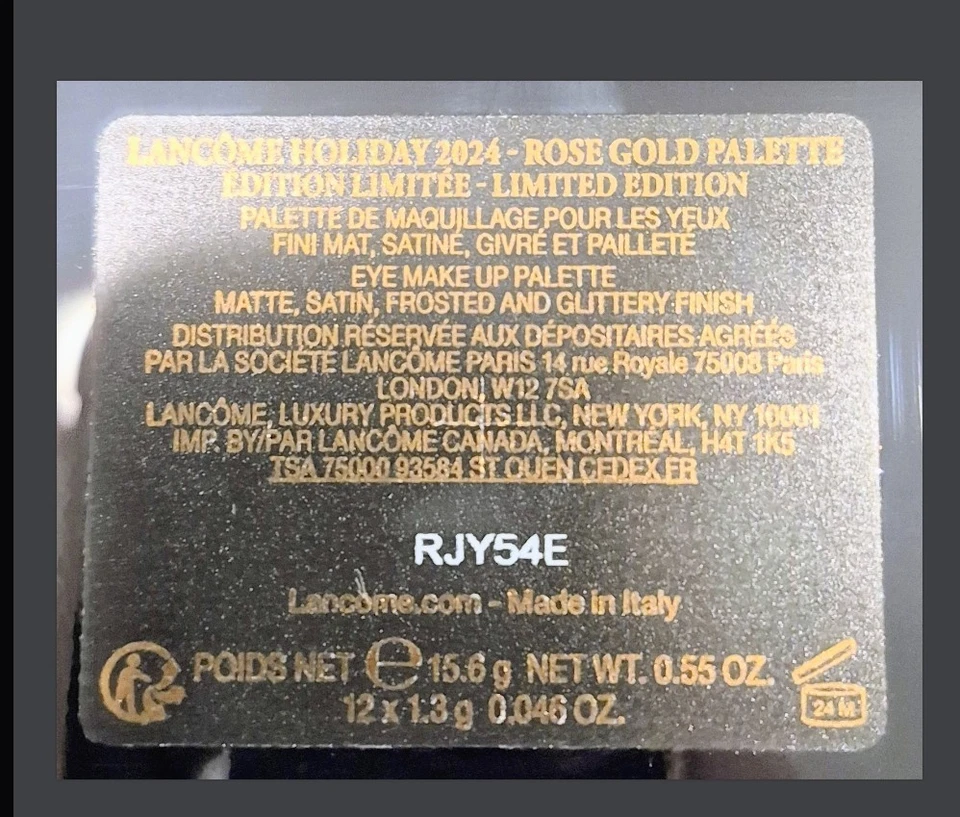 LANCÔME HOLIDAY 2024 - ROSE GOLD PALETTE
ÉDITION LIMITÉE - LIMITED EDITION
PALETTE DE MAQUILLAGE POUR LES YEUX
FINI MAT, SATINÉ, GIVRÉ ET PAILLETÉ
EYE MAKE UP PALETTE
MATTE, SATIN, FROSTED AND GLITTERY FINISH
DISTRIBUTION RÉSERVÉE AUX DÉPOSITAIRES AGRÉÉS
PAR LA SOCIÉTÉ LANCÔME PARIS 14 rue Royale 75008 Paris
LONDON, W12 7SA
LANCÔME, LUXURY PRODUCTS LLC, NEW YORK, NY 10001
IMP. BY/PAR LANCÔME CANADA, MONTRÉAL, H4T 1K5
TSA 75000 93584 ST OUEN CEDEX FR
RJY54E
Lancome.com - Made in Italy
POIDS NET e 15.6 g NET WT. 0.55 OZ.
12 x 1.3 g 0.046 OZ.
24 M